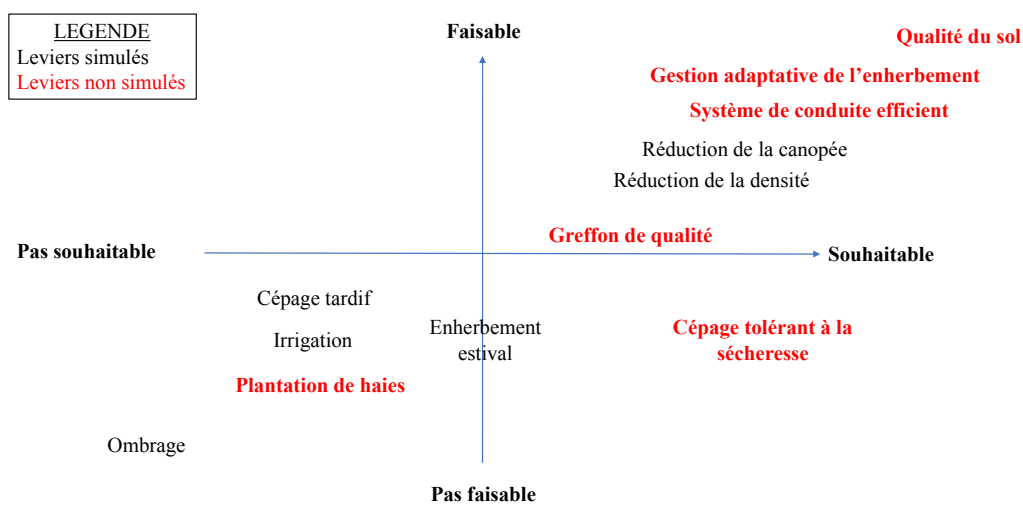 LEGENDE
Leviers simulés
Leviers non simulés
Faisable
Qualité du sol
Gestion adaptative de l’enherbement
Système de conduite efficient
Réduction de la canopée
Réduction de la densité
Greffon de qualité
Pas souhaitable
Souhaitable
Cépage tardif
Irrigation
Enherbement
estival
Cépage tolérant à la
sécheresse
Plantation de haies
Ombrage
Pas faisable